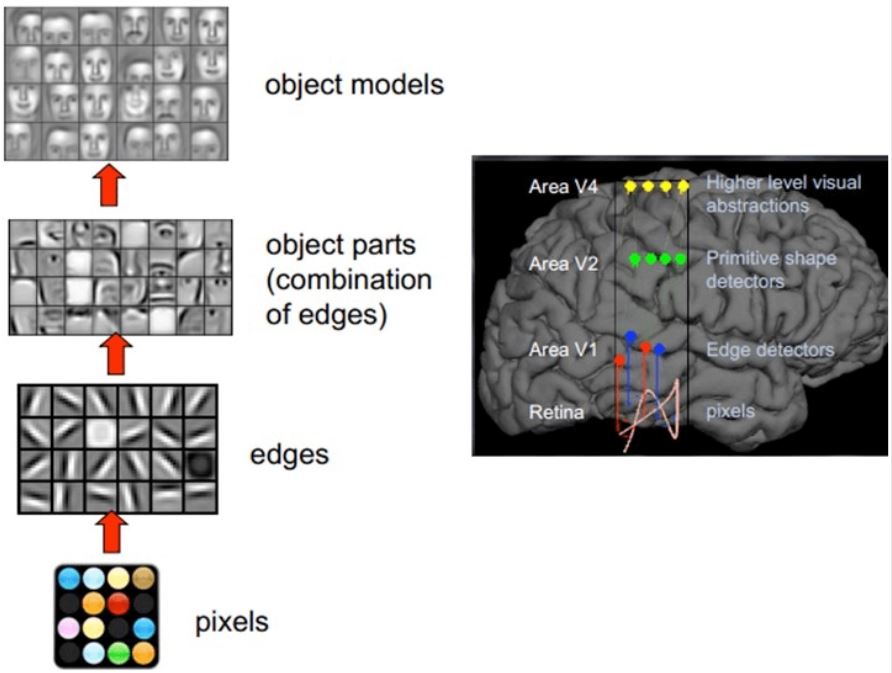 object models
object parts
(combination
of edges)
edges
pixels
Area V4
Higher level visual
abstractions
Area V2
Primitive shape
detectors
Area V1
Edge detectors
Retina
pixels